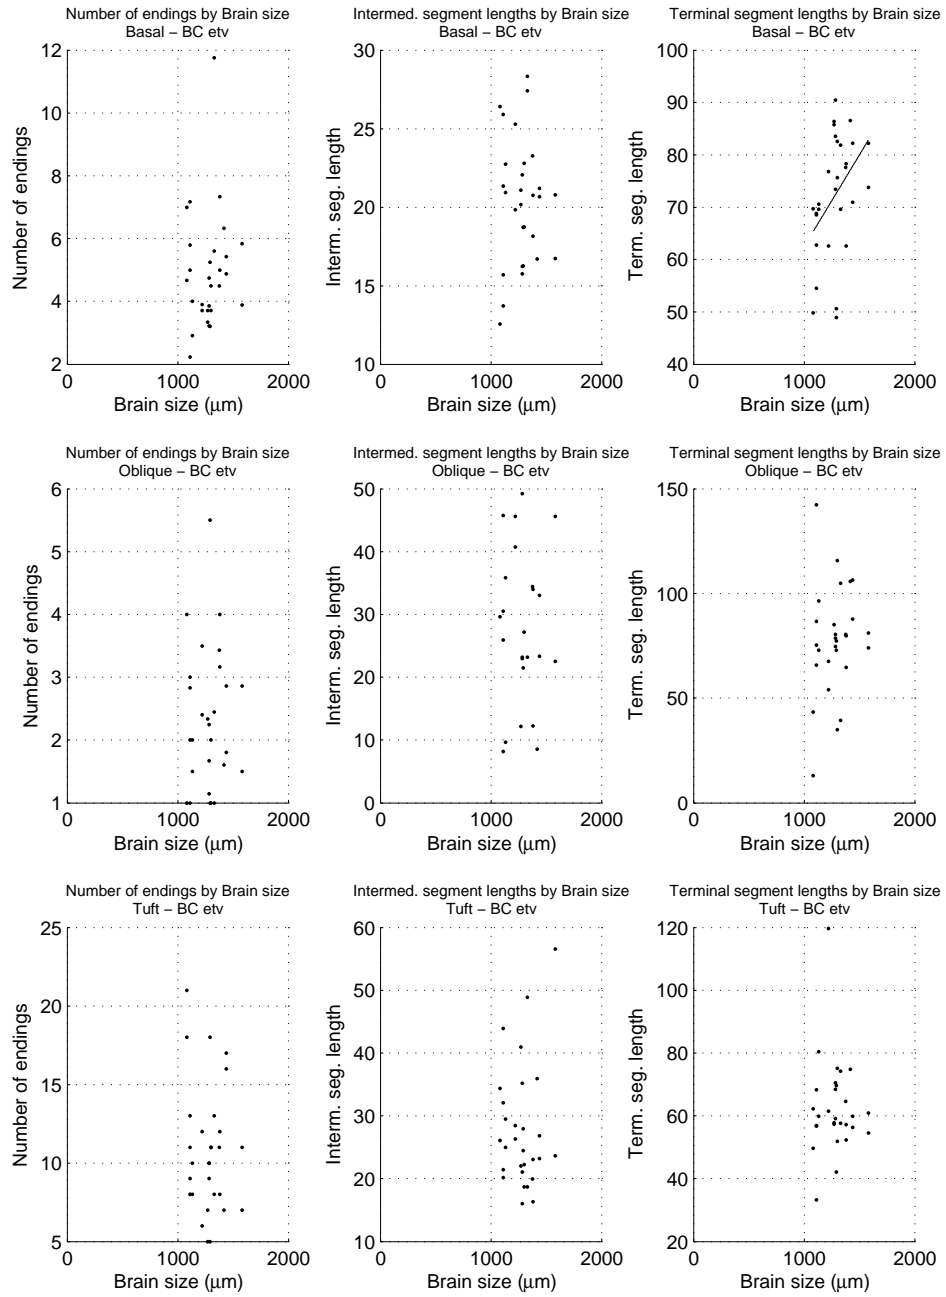 Number of endings by Brain size
Basal − BC etv
Intermed. segment lengths by Brain size
Basal − BC etv
Terminal segment lengths by Brain size
Basal − BC etv
12
10
8
6
4
2
Number of endings
0
1000
2000
Brain size (μm)
30
25
20
15
10
Interm. seg. length
0
1000
2000
Brain size (μm)
100
90
80
70
60
50
40
Term. seg. length
0
1000
2000
Brain size (μm)
Number of endings by Brain size
Oblique − BC etv
Intermed. segment lengths by Brain size
Oblique − BC etv
Terminal segment lengths by Brain size
Oblique − BC etv
6
5
4
3
2
1
Number of endings
0
1000
2000
Brain size (μm)
50
40
30
20
10
0
Interm. seg. length
0
1000
2000
Brain size (μm)
150
100
50
0
Term. seg. length
0
1000
2000
Brain size (μm)
Number of endings by Brain size
Tuft − BC etv
Intermed. segment lengths by Brain size
Tuft − BC etv
Terminal segment lengths by Brain size
Tuft − BC etv
25
20
15
10
5
Number of endings
0
1000
2000
Brain size (μm)
60
50
40
30
20
10
Interm. seg. length
0
1000
2000
Brain size (μm)
120
100
80
60
40
20
Term. seg. length
0
1000
2000
Brain size (μm)